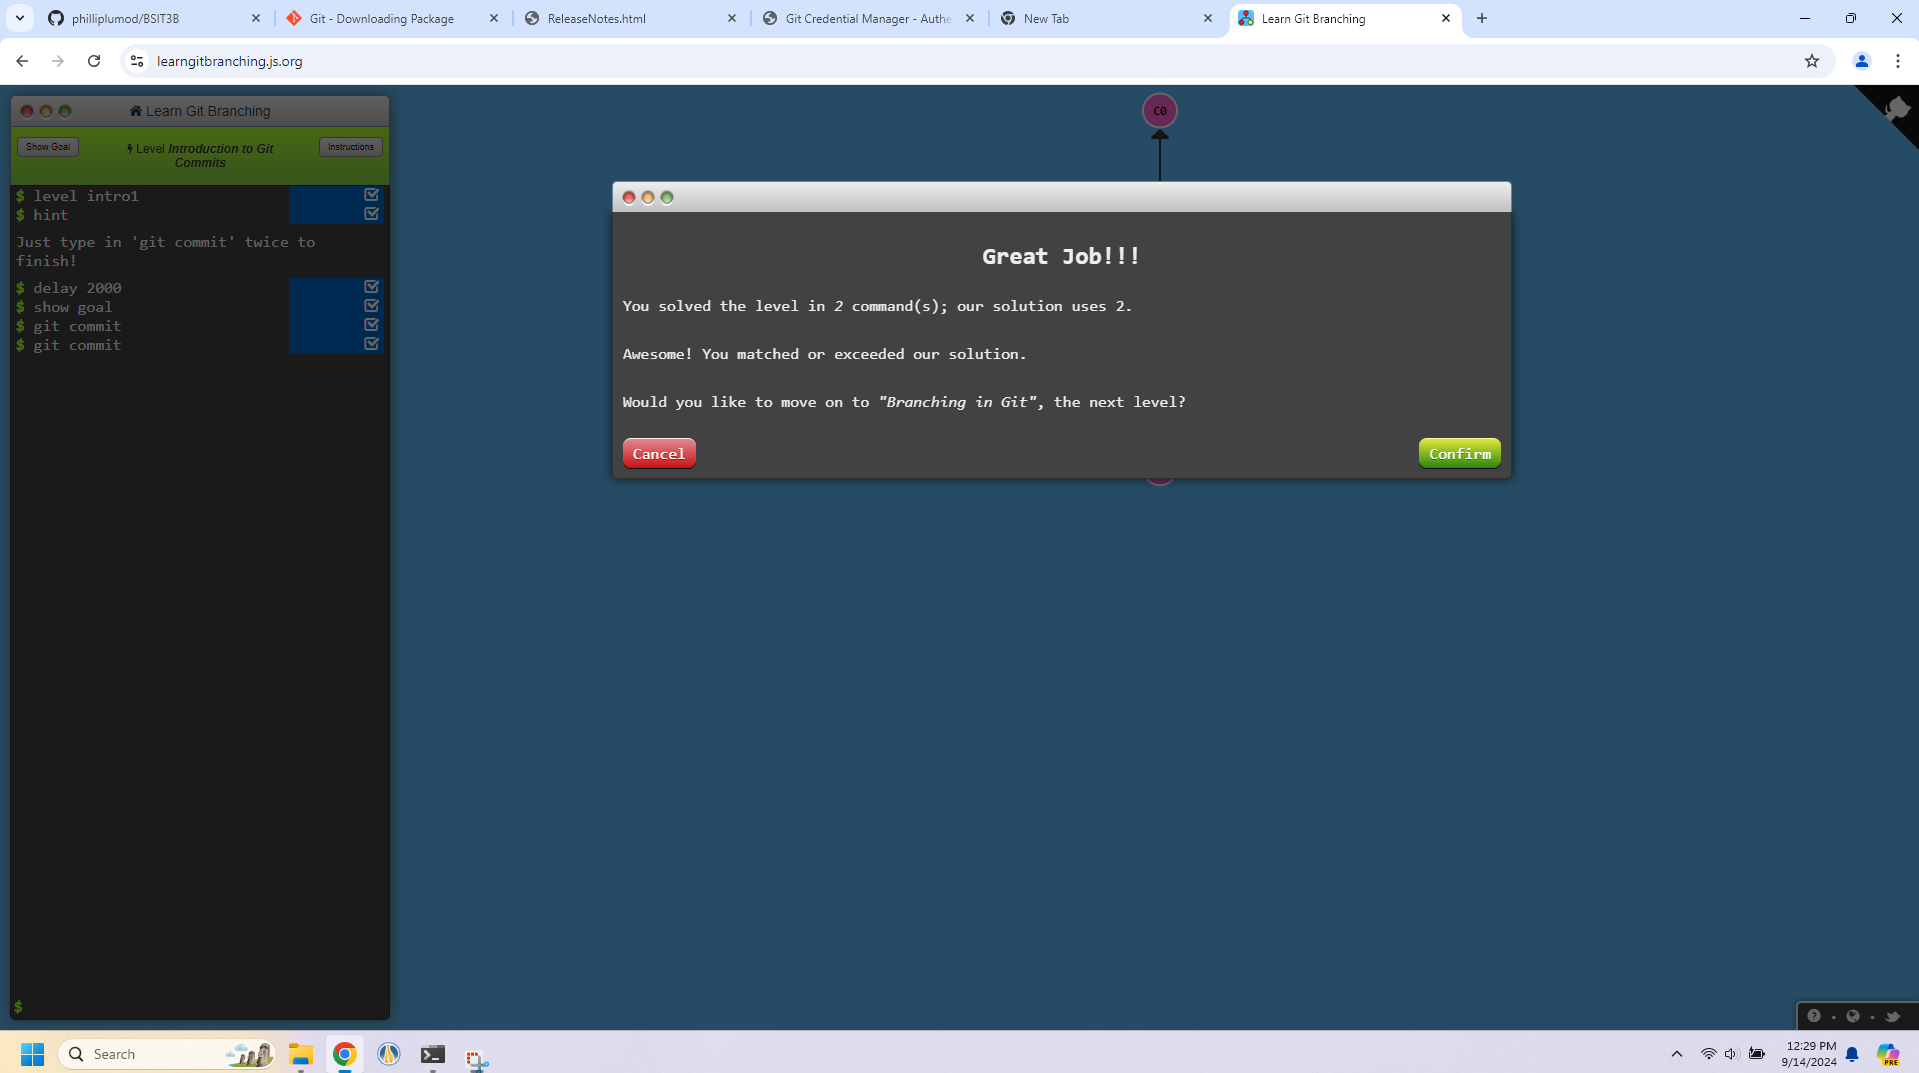 philliplumod/BSIT3B
Git - Downloading Package
ReleaseNotes.html
Git Credential Manager - Authe
New Tab
Learn Git Branching
learngitbranching.js.org
Learn Git Branching
Show Goal
Level Introduction to Git
Commits
Instructions
$ level intro1
$ hint
Just type in 'git commit' twice to
finish!
$ delay 2000
$ show goal
$ git commit
$ git commit
$
C0
Great Job!!!
You solved the level in 2 command(s); our solution uses 2.
Awesome! You matched or exceeded our solution.
Would you like to move on to "Branching in Git", the next level?
Cancel
Confirm
Search
12:29 PM
9/14/2024
PRE